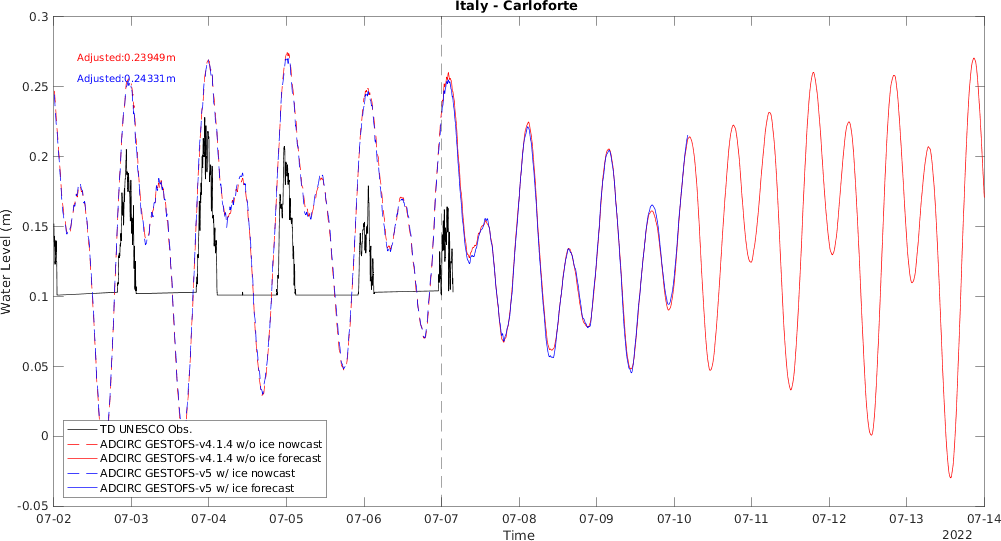 Italy - Carloforte
0.3
0.25
0.2
0.15
0.1
0.05
0
-0.05
Water Level (m)
Adjusted:0.23949m
Adjusted:0.24331m
TD UNESCO Obs.
ADCIRC GESTOFS-v4.1.4 w/o ice nowcast
ADCIRC GESTOFS-v4.1.4 w/o ice forecast
ADCIRC GESTOFS-v5 w/ ice nowcast
ADCIRC GESTOFS-v5 w/ ice forecast
07-02 07-03 07-04 07-05 07-06 07-07 07-08 07-09 07-10 07-11 07-12 07-13 07-14
Time
2022